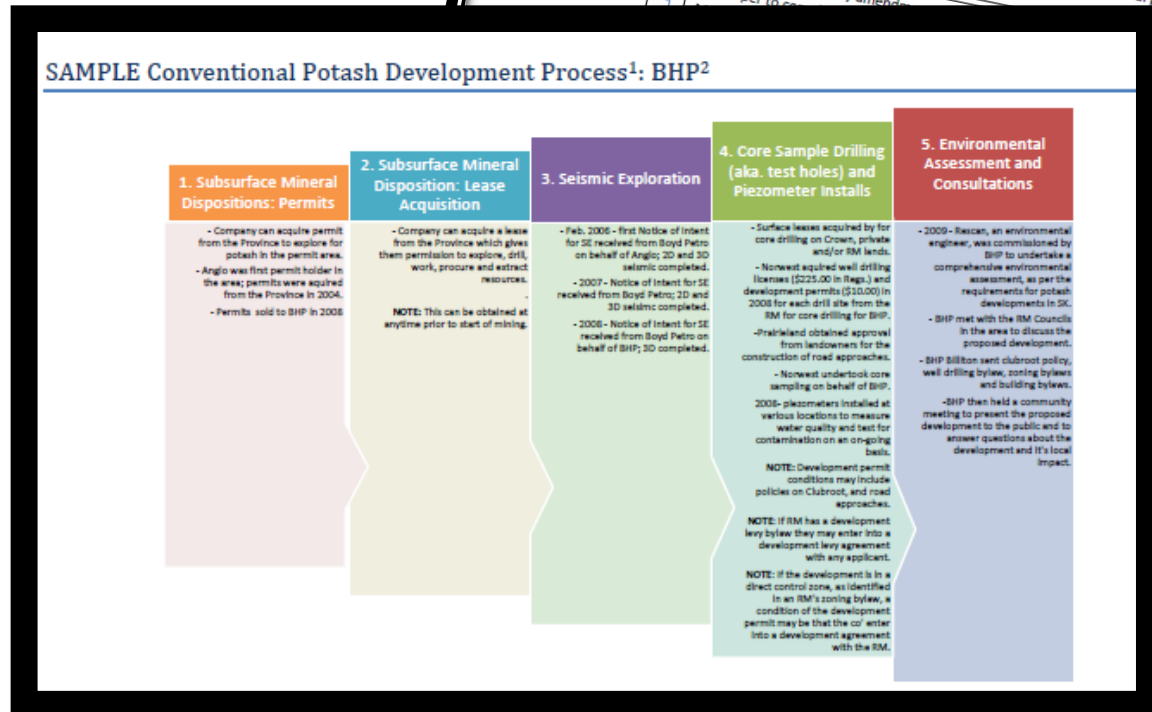 SAMPLE Conventional Potash Development Process¹: BHP²
1. Subsurface Mineral
Dispositions: Permits
- Company can acquire permit
from the Province to explore for
potash in the permit area.
- Anglo was first permit holder in
the area; permits were aquired
from the Province in 2004.
- Permits sold to BHP in 2008
2. Subsurface Mineral
Disposition: Lease
Acquisition
- Company can acquire a lease
from the Province which gives
them permission to explore, drill,
work, procure and extract
resources.
.
NOTE: This can be obtained at
anytime prior to start of mining.
3. Seismic Exploration
- Feb. 2006 - first Notice of Intent
for SE received from Boyd Petro
on behalf of Anglo; 2D and 3D
seismic completed.
- 2007 - Notice of Intent for SE
received from Boyd Petro; 2D and
3D seisimc completed.
- 2008 - Notice of Intent for SE
received from Boyd Petro on
behalf of BHP; 3D completed.
4. Core Sample Drilling
(aka. test holes) and
Piezometer Installs
- Surface leases acquired by for
core drilling on Crown, private
and/or RM lands.
- Norwest aquired well drilling
licenses ($225.00 in Regs.) and
development permits ($10.00) in
2008 for each drill site from the
RM for core drilling for BHP.
-Prairieland obtained approval
from landowners for the
construction of road approaches.
- Norwest undertook core
sampling on behalf of BHP.
2008- piezometers installed at
various locations to measure
water quality and test for
contamination on an on-going
basis.
NOTE: Development permit
conditions may include
policies on Clubroot, and road
approaches.
NOTE: If RM has a development
levy bylaw they may enter into a
development levy agreement
with any applicant.
NOTE: If the development is in a
direct control zone, as identified
in an RM's zoning bylaw, a
condition of the development
permit may be that the co' enter
into a development agreement
with the RM.
5. Environmental
Assessment and
Consultations
- 2009 - Rescan, an environmental
engineer, was commissioned by
BHP to undertake a
comprehensive environmental
assessment, as per the
requirements for potash
developments in SK.
- BHP met with the RM Councils
in the area to discuss the
proposed development.
- BHP Billiton sent clubroot policy,
well drilling bylaw, zoning bylaws
and building bylaws.
-BHP then held a community
meeting to present the proposed
development to the public and to
answer questions about the
development and it's local
impact.